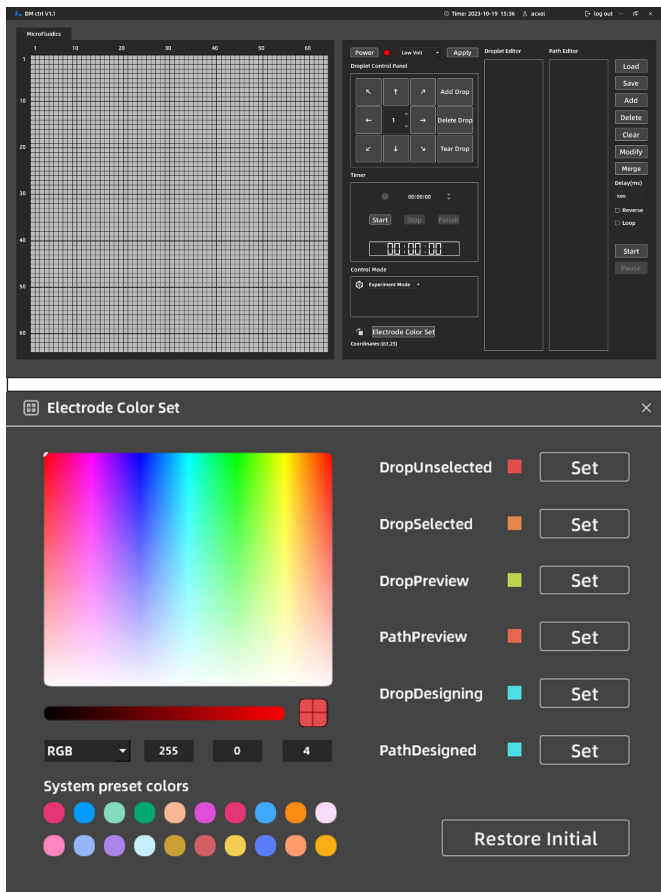 DM ctrl V1.1
Time: 2023-10-19 15:36 acxel log out
MicroFluidics
1 10 20 30 40 50 60
1
10
20
30
40
50
60
Power Low Volt Apply
Droplet Control Panel
Add Drop
1 Delete Drop
Tear Drop
Timer
00:00:00
Start Stop Finish
00:00:00
Control Mode
Experiment Mode
Electrode Color Set
Coordinates:(63,25)
Droplet Editor
Path Editor
Load
Save
Add
Delete
Clear
Modify
Merge
Delay(ms)
1000
Reverse
Loop
Start
Pause
Electrode Color Set
DropUnselected Set
DropSelected Set
DropPreview Set
PathPreview Set
DropDesigning Set
PathDesigned Set
RGB 255 0 4
System preset colors
Restore Initial